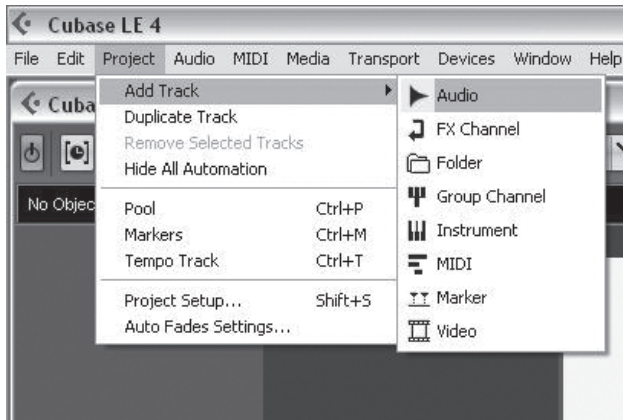 Cubase LE 4
File Edit Project Audio MIDI Media Transport Devices Window Help
Cuba
No Objec
Add Track
Duplicate Track
Remove Selected Tracks
Hide All Automation
Pool Ctrl+P
Markers Ctrl+M
Tempo Track Ctrl+T
Project Setup... Shift+S
Auto Fades Settings...
Audio
FX Channel
Folder
Group Channel
Instrument
MIDI
Marker
Video